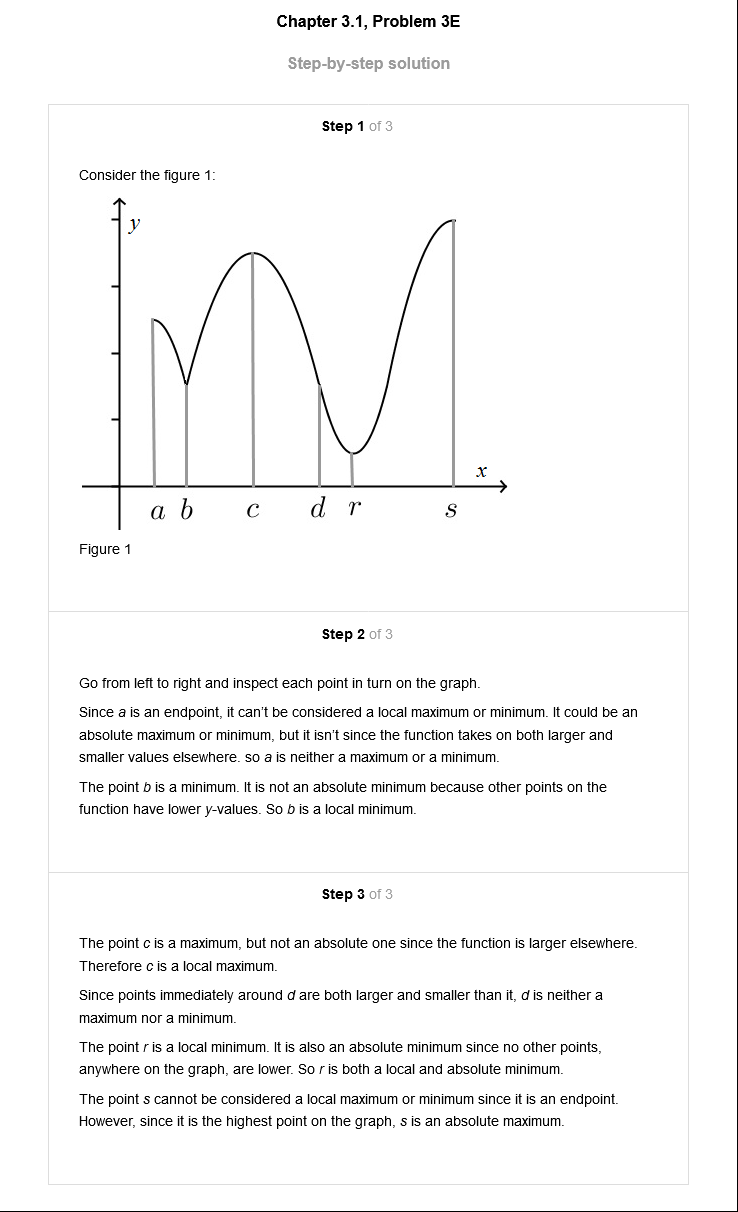 Chapter 3.1, Problem 3E
Step-by-step solution
Step 1 of 3
Consider the figure 1:
y
x
a b c d r s
Figure 1
Step 2 of 3
Go from left to right and inspect each point in turn on the graph.
Since a is an endpoint, it can't be considered a local maximum or minimum. It could be an
absolute maximum or minimum, but it isn't since the function takes on both larger and
smaller values elsewhere. so a is neither a maximum or a minimum.
The point b is a minimum. It is not an absolute minimum because other points on the
function have lower y-values. So b is a local minimum.
Step 3 of 3
The point c is a maximum, but not an absolute one since the function is larger elsewhere.
Therefore c is a local maximum.
Since points immediately around d are both larger and smaller than it, d is neither a
maximum nor a minimum.
The point r is a local minimum. It is also an absolute minimum since no other points,
anywhere on the graph, are lower. So r is both a local and absolute minimum.
The point s cannot be considered a local maximum or minimum since it is an endpoint.
However, since it is the highest point on the graph, s is an absolute maximum.